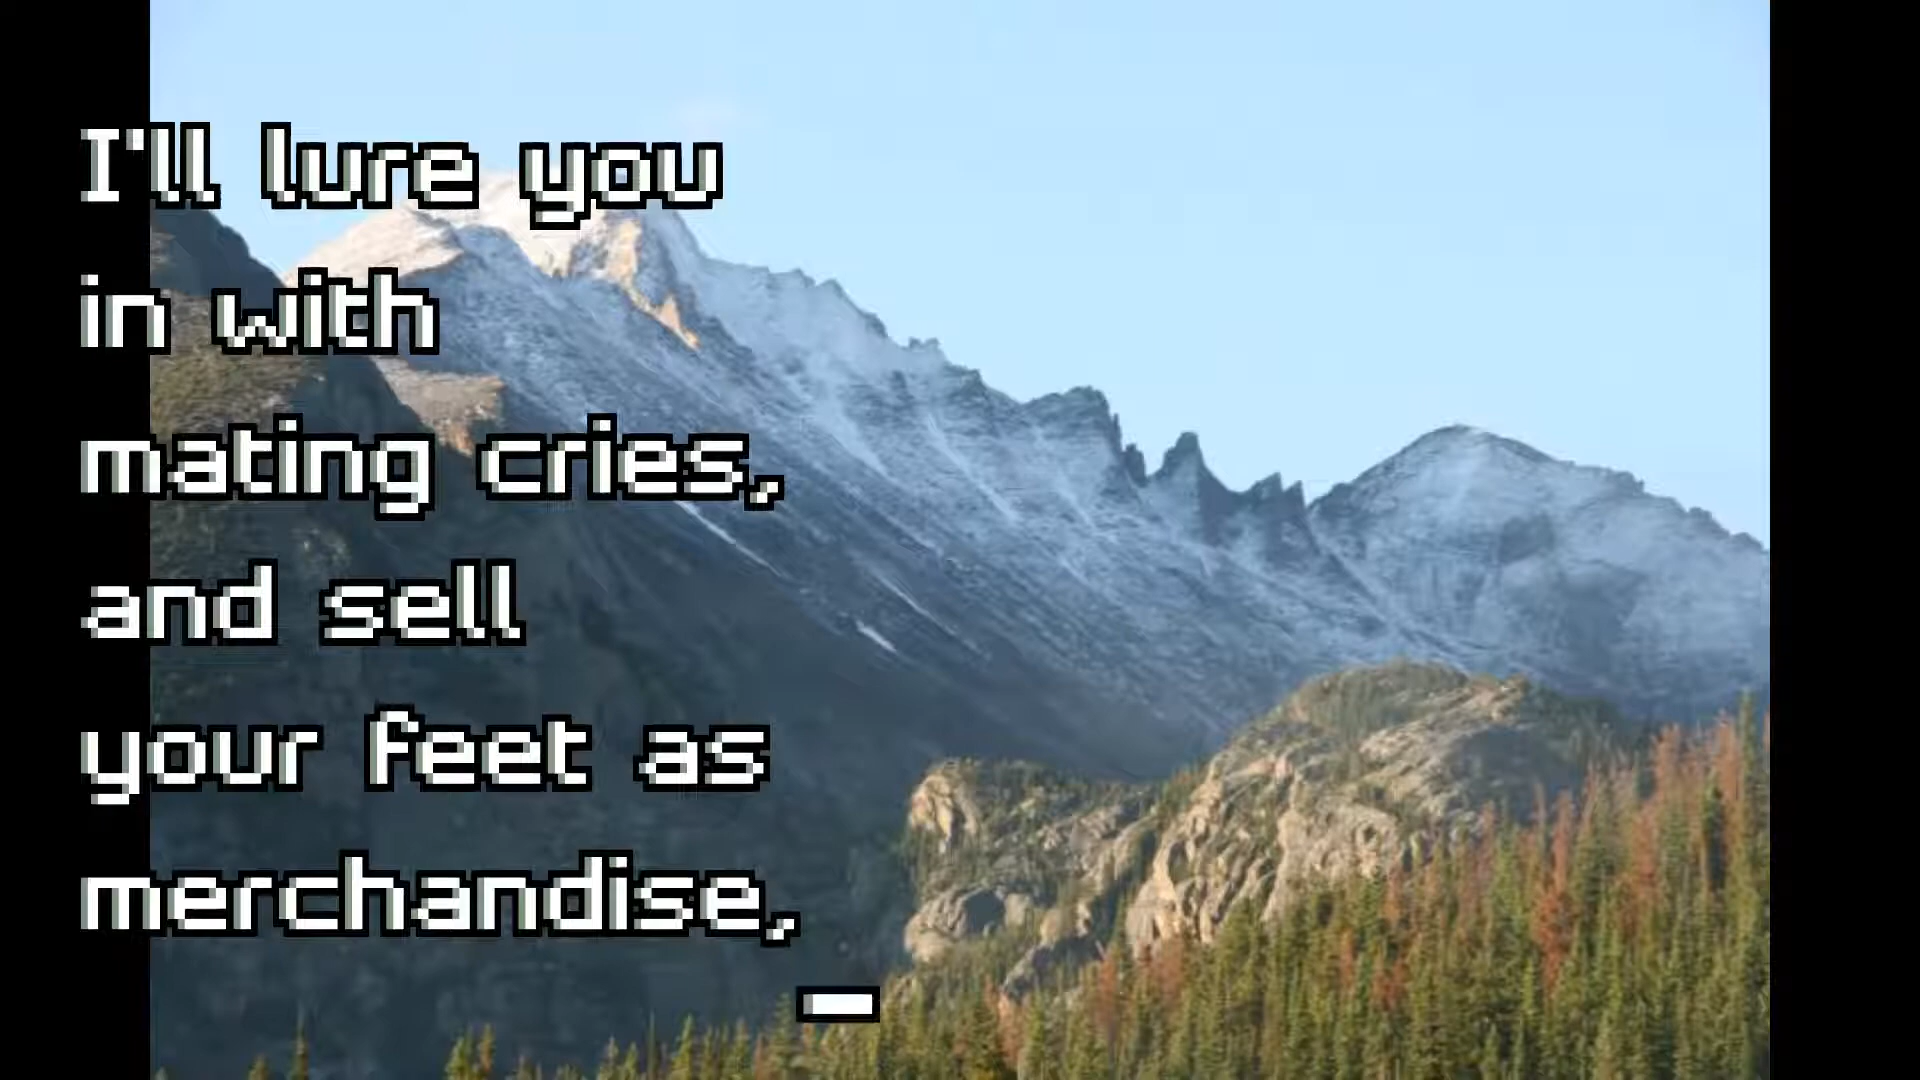 I'll lure you
in with
mating cries,
and sell
your feet as
merchandise,
_